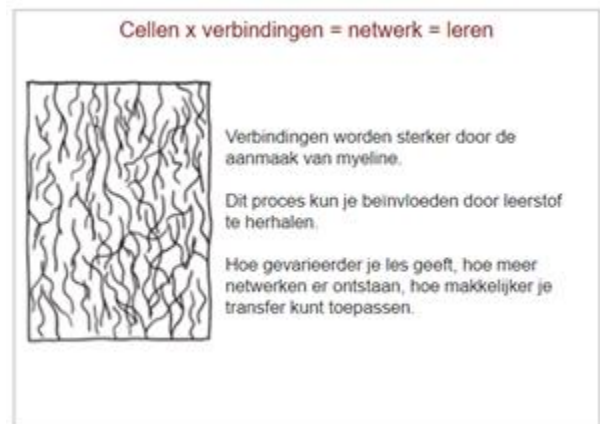 Cellen x verbindingen = netwerk = leren
Verbindingen worden sterker door de
aanmaak van myeline.
Dit proces kun je beïnvloeden door leerstof
te herhalen.
Hoe gevarieerder je les geeft, hoe meer
netwerken er ontstaan, hoe makkelijker je
transfer kunt toepassen.